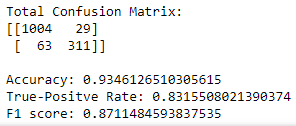 Total Confusion Matrix:
[[1004   29]
 [  63  311]]
Accuracy: 0.9346126510305615
True-Positve Rate: 0.8315508021390374
F1 score: 0.8711484593837535